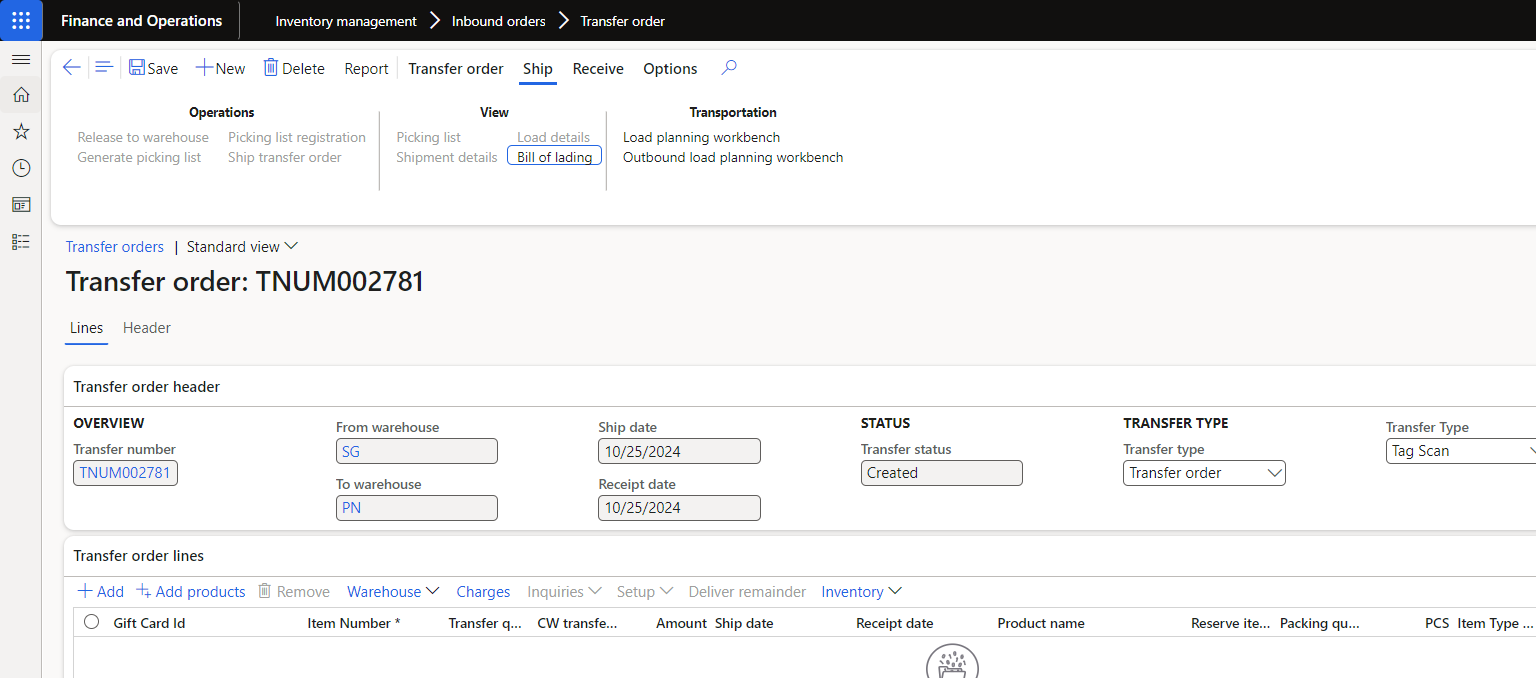 Finance and Operations
Inventory management > Inbound orders > Transfer order
Save New Delete Report Transfer order Ship Receive Options
Operations
Release to warehouse Picking list registration
Generate picking list Ship transfer order
View
Picking list Load details
Shipment details Bill of lading
Transportation
Load planning workbench
Outbound load planning workbench
Transfer orders | Standard view
Transfer order: TNUM002781
Lines Header
Transfer order header
OVERVIEW
Transfer number
TNUM002781
From warehouse
SG
To warehouse
PN
Ship date
10/25/2024
Receipt date
10/25/2024
STATUS
Transfer status
Created
TRANSFER TYPE
Transfer type
Transfer order
Transfer Type
Tag Scan
Transfer order lines
Add Add products Remove Warehouse Charges Inquiries Setup Deliver remainder Inventory
Gift Card Id Item Number * Transfer q... CW transfe... Amount Ship date Receipt date Product name Reserve ite... Packing qu... PCS Item Type ...